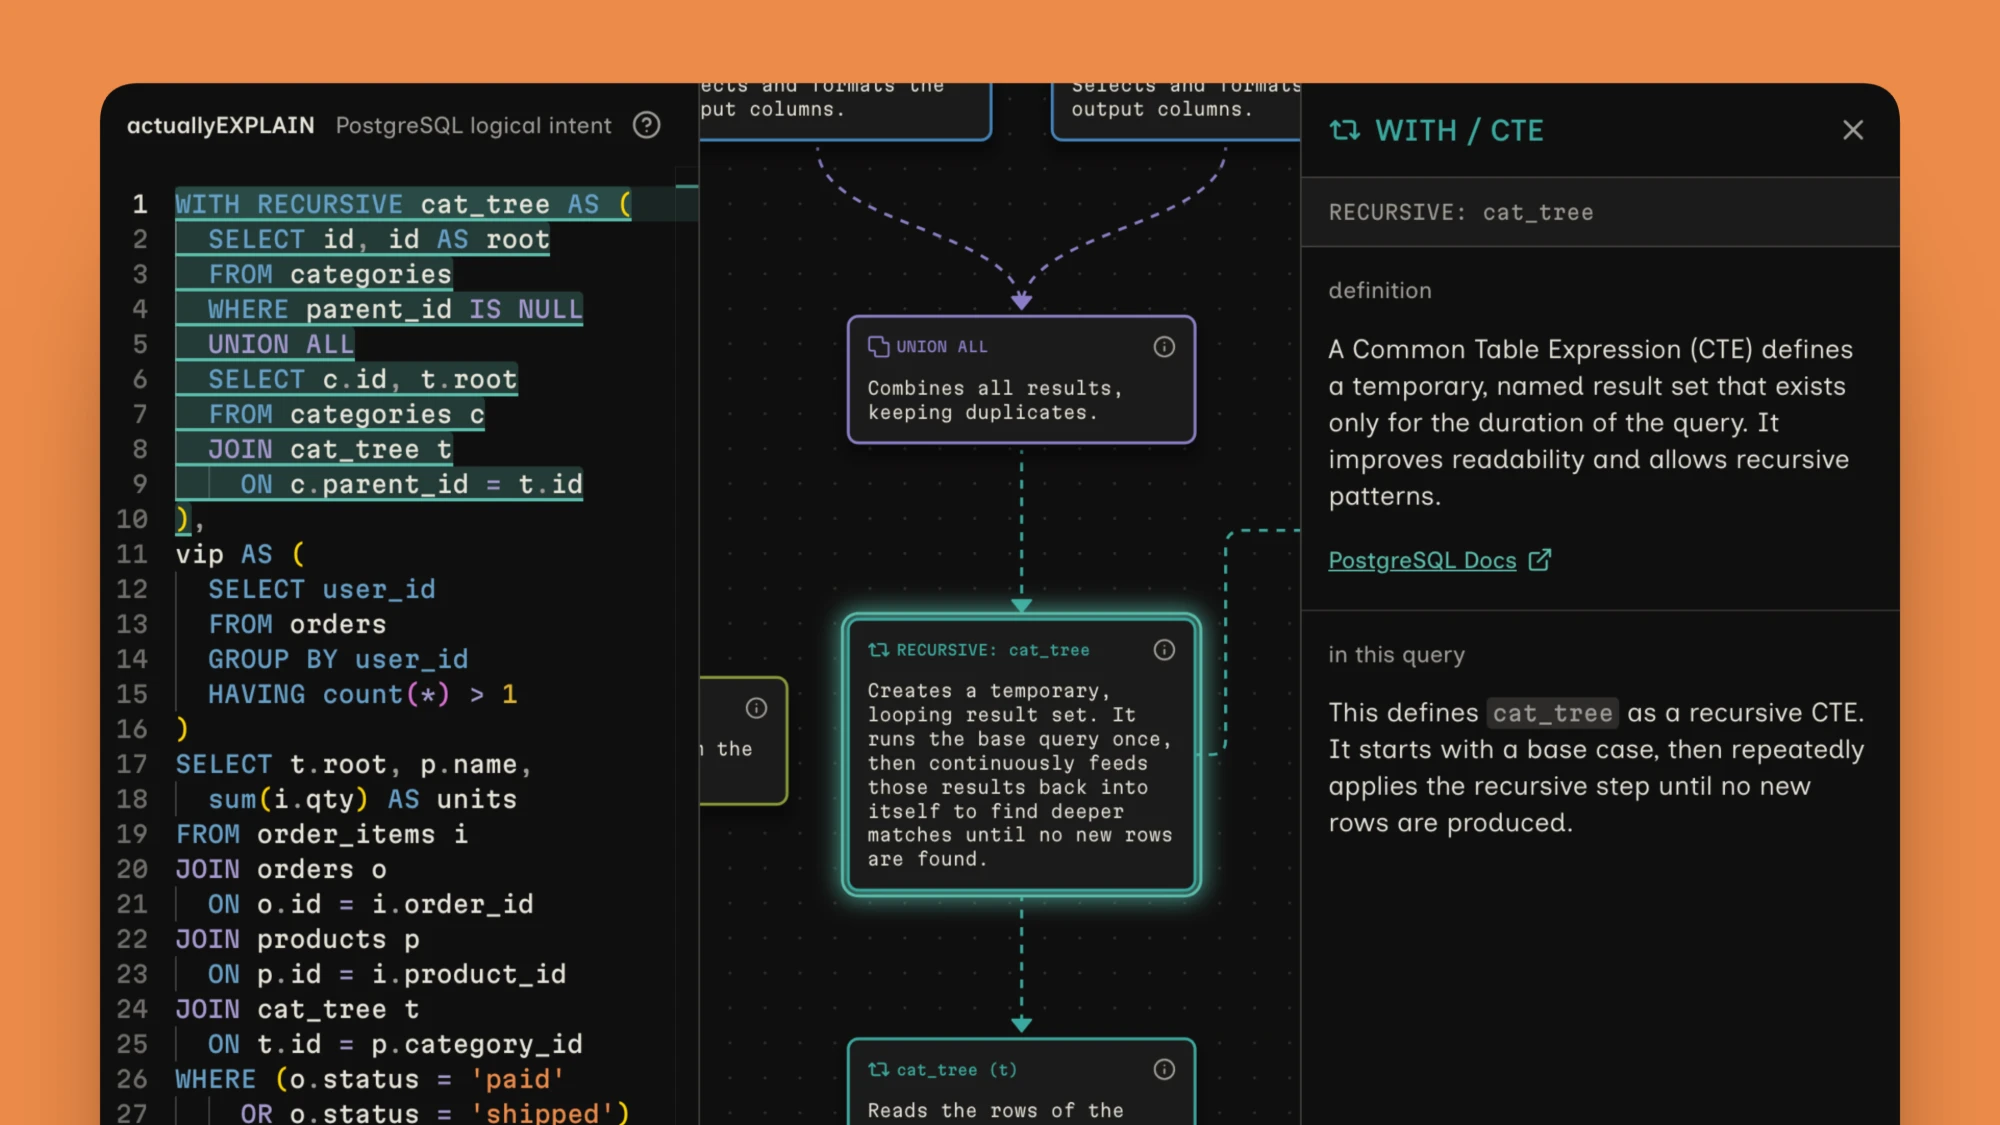 actuallyEXPLAIN PostgreSQL logical intent ?
1 WITH RECURSIVE cat_tree AS (
2 SELECT id, id AS root
3 FROM categories
4 WHERE parent_id IS NULL
5 UNION ALL
6 SELECT c.id, t.root
7 FROM categories c
8 JOIN cat_tree t
9 ON c.parent_id = t.id
10 ),
11 vip AS (
12 SELECT user_id
13 FROM orders
14 GROUP BY user_id
15 HAVING count(*) > 1
16 )
17 SELECT t.root, p.name,
18 sum(i.qty) AS units
19 FROM order_items i
20 JOIN orders o
21 ON o.id = i.order_id
22 JOIN products p
23 ON p.id = i.product_id
24 JOIN cat_tree t
25 ON t.id = p.category_id
26 WHERE (o.status = 'paid'
27 OR o.status = 'shipped')
ects and formats the
put columns.
Selects and formats
output columns.
UNION ALL
Combines all results,
keeping duplicates.
the
RECURSIVE: cat_tree
Creates a temporary,
looping result set. It
runs the base query once,
then continuously feeds
those results back into
itself to find deeper
matches until no new rows
are found.
cat_tree (t)
Reads the rows of the
WITH / CTE
RECURSIVE: cat_tree
definition
A Common Table Expression (CTE) defines
a temporary, named result set that exists
only for the duration of the query. It
improves readability and allows recursive
patterns.
PostgreSQL Docs
in this query
This defines cat_tree as a recursive CTE.
It starts with a base case, then repeatedly
applies the recursive step until no new
rows are produced.